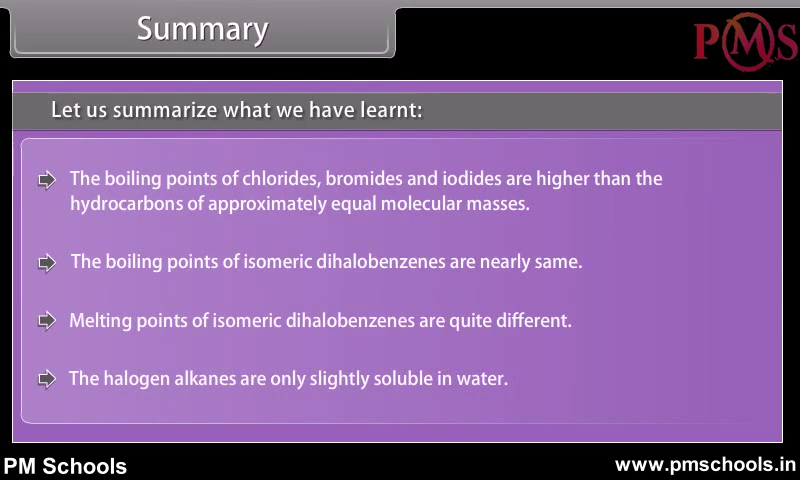 Summary
PMS
Let us summarize what we have learnt:
The boiling points of chlorides, bromides and iodides are higher than the
hydrocarbons of approximately equal molecular masses.
The boiling points of isomeric dihalobenzenes are nearly same.
Melting points of isomeric dihalobenzenes are quite different.
The halogen alkanes are only slightly soluble in water.
PM Schools
www.pmschools.in